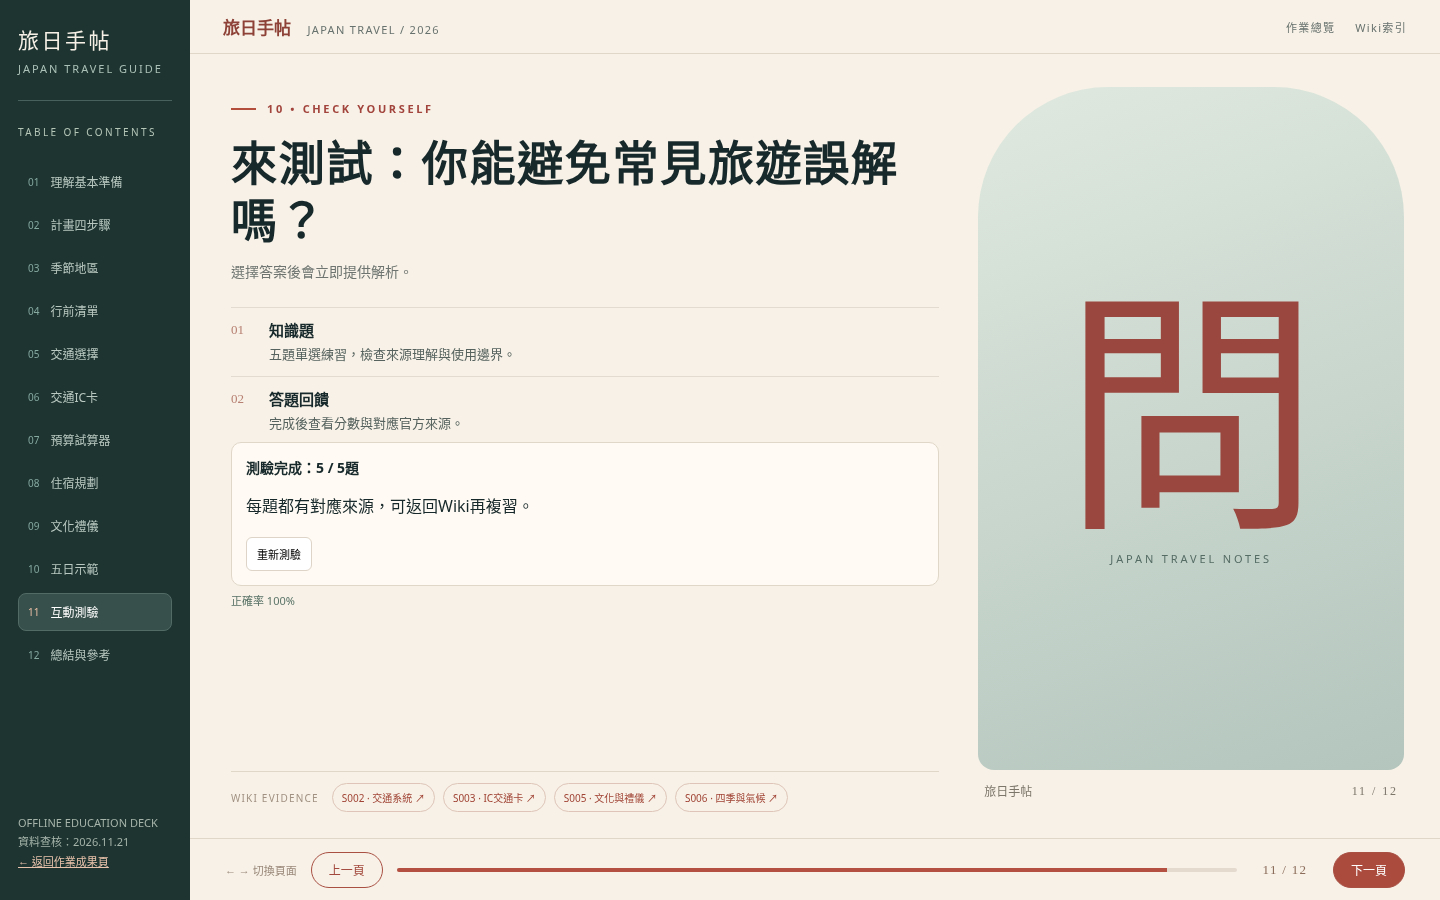 旅日手帖
JAPAN TRAVEL GUIDE
TABLE OF CONTENTS
01 理解基本準備
02 計畫四步驟
03 季節地區
04 行前清單
05 交通選擇
06 交通IC卡
07 預算試算器
08 住宿規劃
09 文化禮儀
10 五日示範
11 互動測驗
12 總結與參考
OFFLINE EDUCATION DECK
資料查核：2026.11.21
← 返回作業成果頁
旅日手帖 JAPAN TRAVEL / 2026
作業總覽 Wiki索引
10 • CHECK YOURSELF
來測試：你能避免常見旅遊誤解
嗎？
選擇答案後會立即提供解析。
01 知識題
五題單選練習，檢查來源理解與使用邊界。
02 答題回饋
完成後查看分數與對應官方來源。
測驗完成：5 / 5題
每題都有對應來源，可返回Wiki再複習。
重新測驗
正確率 100%
WIKI EVIDENCE S002 · 交通系統 ↗ S003 · IC交通卡 ↗ S005 · 文化與禮儀 ↗ S006 · 四季與氣候 ↗
問
JAPAN TRAVEL NOTES
旅日手帖 11 / 12
← → 切換頁面 上一頁 11 / 12 下一頁